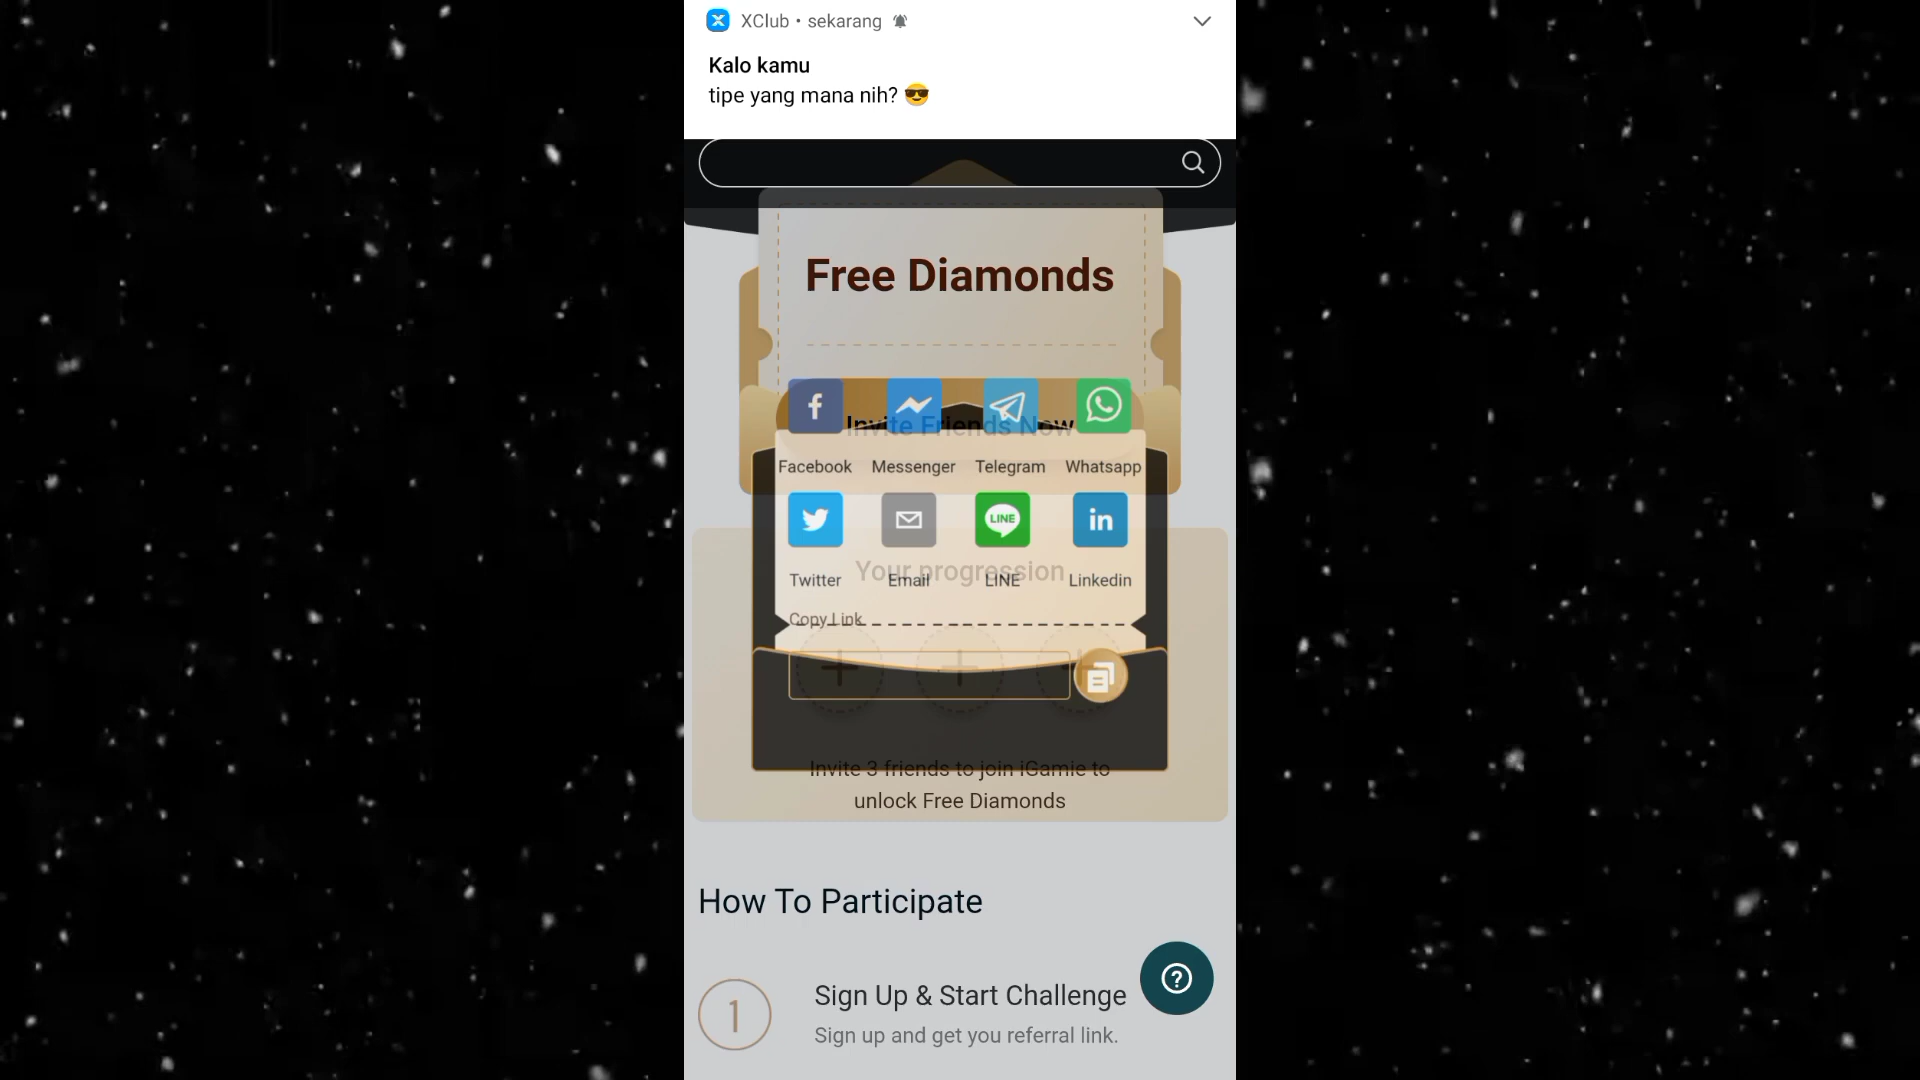 XClub • sekarang
Kalo kamu
tipe yang mana nih? 😎
Free Diamonds
Invite Friends Now
Facebook Messenger Telegram Whatsapp
LINE
in
Your progression
Twitter Email LINE Linkedin
Copy Link
Invite 3 friends to join iGamie to
unlock Free Diamonds
How To Participate
1
Sign Up & Start Challenge
Sign up and get you referral link.